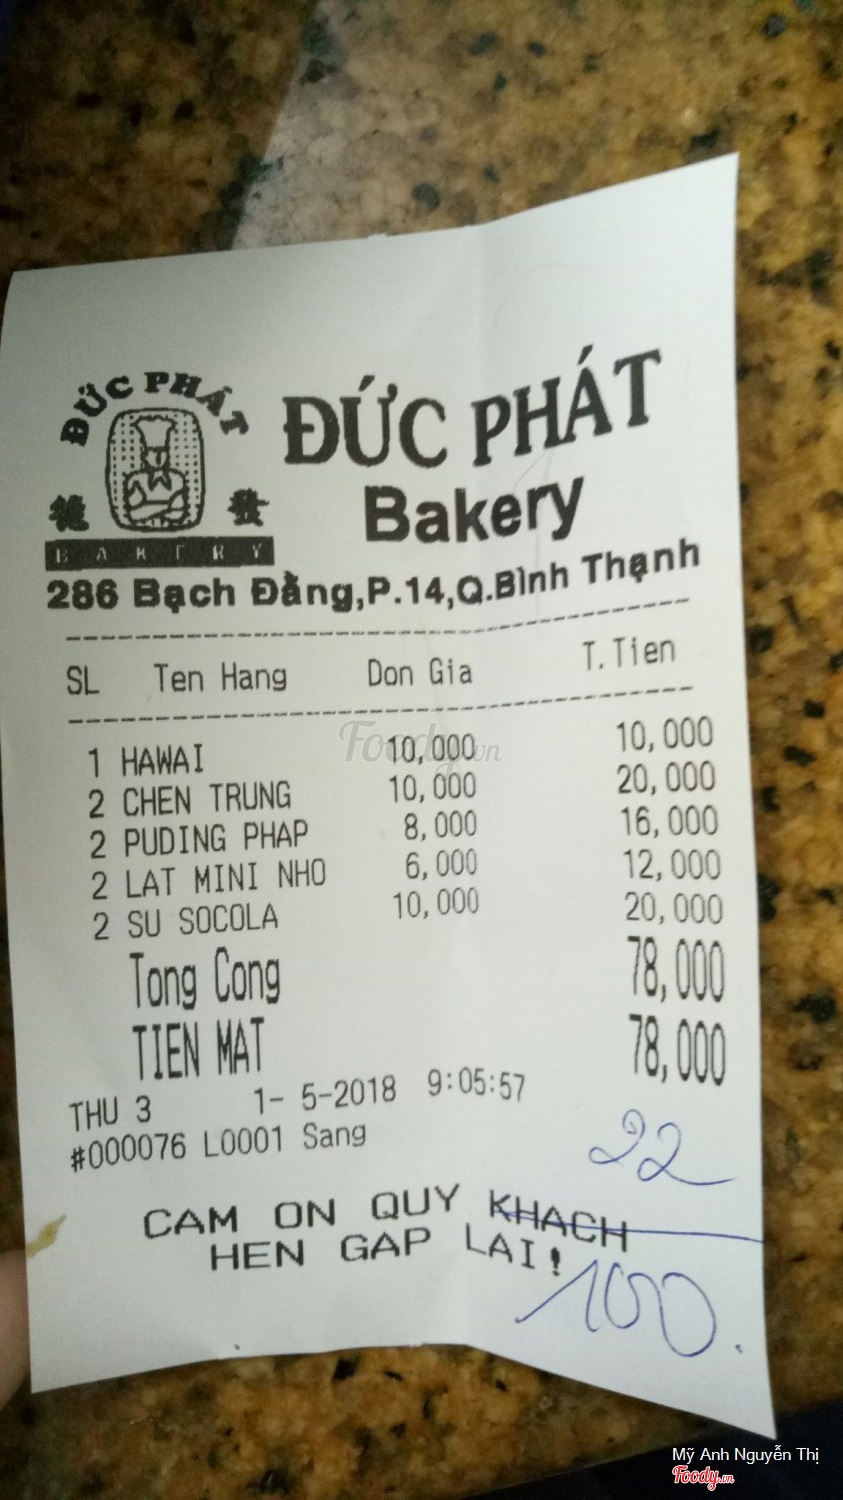 ĐỨC PHÁT
德 發
BAKERY
ĐỨC PHÁT
Bakery
286 Bạch Đằng,P.14,Q.Bình Thạnh
SL Ten Hang Don Gia T.Tien
Foody.vn
1 HAWAI 10,000 10,000
2 CHEN TRUNG 10,000 20,000
2 PUDING PHAP 8,000 16,000
2 LAT MINI NHO 6,000 12,000
2 SU SOCOLA 10,000 20,000
Tong Cong 78,000
TIEN MAT 78,000
THU 3 1- 5-2018 9:05:57
#000076 L0001 Sang
22
CAM ON QUY KHACH
HEN GAP LAI!
100.
Mỹ Anh Nguyễn Thị
Foody.vn